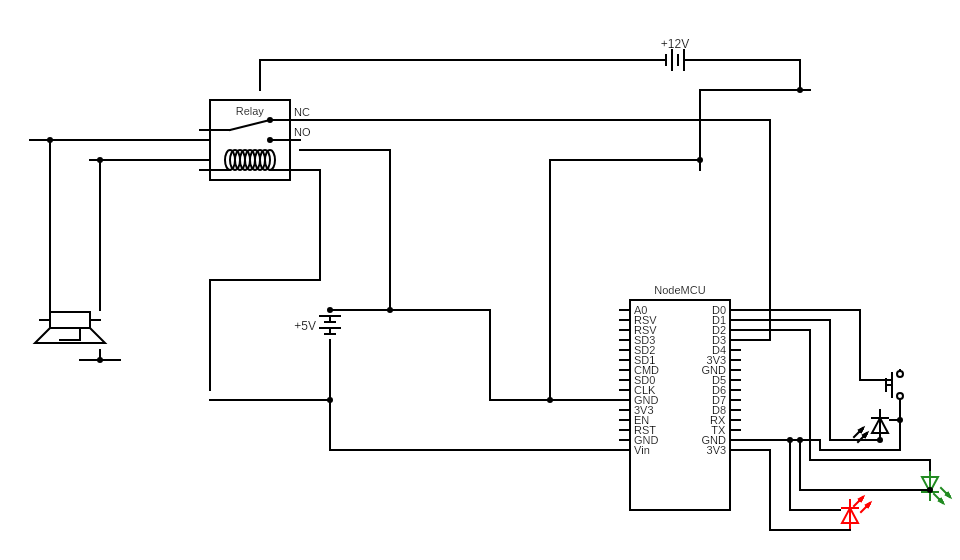 +12V
Relay
NC
NO
+5V
NodeMCU
A0 D0
RSV D1
RSV D2
SD3 D3
SD2 D4
SD1 3V3
CMD GND
SD0 D5
CLK D6
GND D7
3V3 D8
EN RX
RST TX
GND GND
Vin 3V3